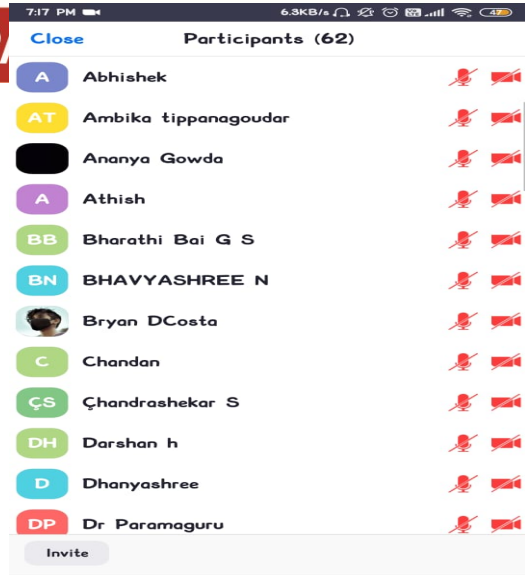 7:17 PM 6.3KB/s 47
Close Participants (62)
A Abhishek
AT Ambika tippanagoudar
Ananya Gowda
A Athish
BB Bharathi Bai G S
BN BHAVYASHREE N
Bryan DCosta
C Chandan
ÇS Çhandrashekar S
DH Darshan h
D Dhanyashree
DP Dr Paramaguru
Invite